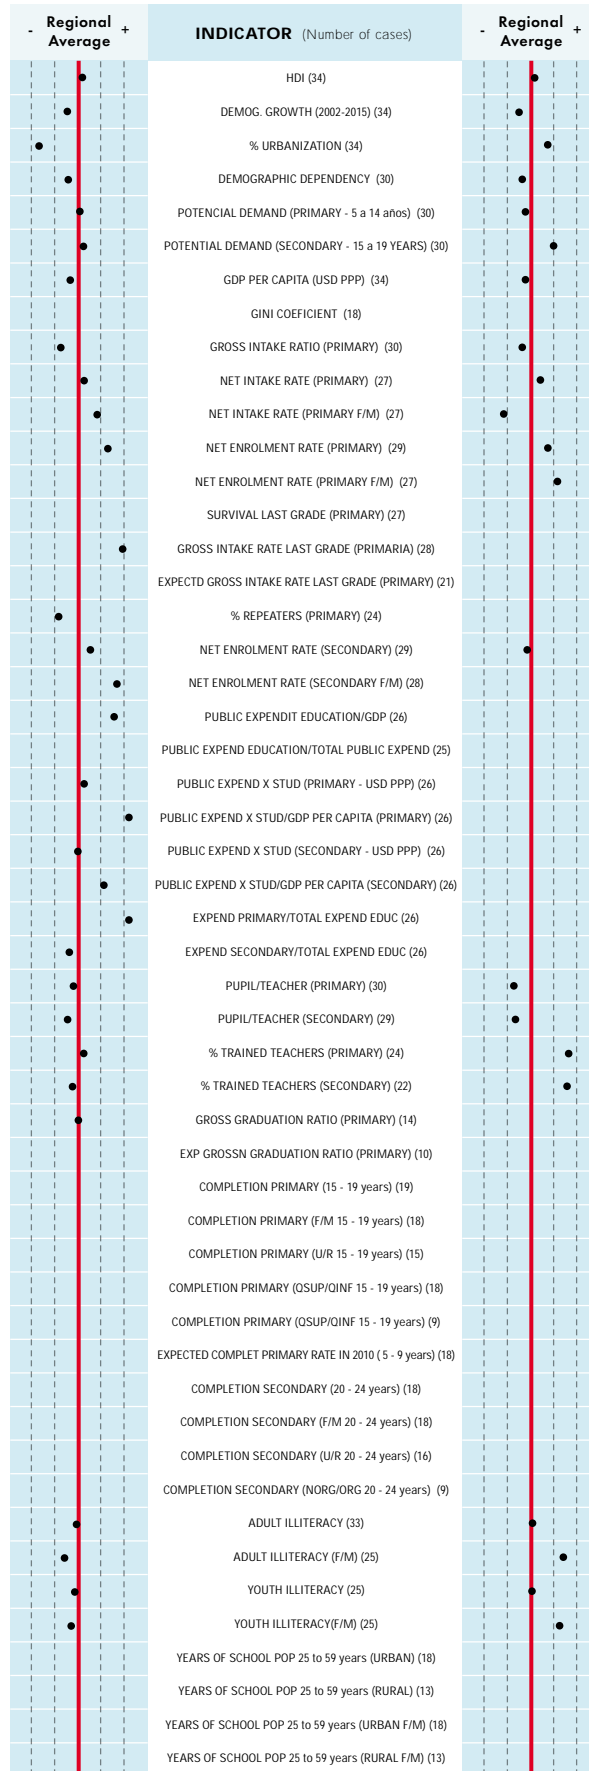 - Regional Average +
INDICATOR (Number of cases)
- Regional Average +
HDI (34)
DEMOG. GROWTH (2002-2015) (34)
% URBANIZATION (34)
DEMOGRAPHIC DEPENDENCY (30)
POTENCIAL DEMAND (PRIMARY - 5 a 14 años) (30)
POTENTIAL DEMAND (SECONDARY - 15 a 19 YEARS) (30)
GDP PER CAPITA (USD PPP) (34)
GINI COEFICIENT (18)
GROSS INTAKE RATIO (PRIMARY) (30)
NET INTAKE RATE (PRIMARY) (27)
NET INTAKE RATE (PRIMARY F/M) (27)
NET ENROLMENT RATE (PRIMARY) (29)
NET ENROLMENT RATE (PRIMARY F/M) (27)
SURVIVAL LAST GRADE (PRIMARY) (27)
GROSS INTAKE RATE LAST GRADE (PRIMARIA) (28)
EXPECTD GROSS INTAKE RATE LAST GRADE (PRIMARY) (21)
% REPEATERS (PRIMARY) (24)
NET ENROLMENT RATE (SECONDARY) (29)
NET ENROLMENT RATE (SECONDARY F/M) (28)
PUBLIC EXPENDIT EDUCATION/GDP (26)
PUBLIC EXPEND EDUCATION/TOTAL PUBLIC EXPEND (25)
PUBLIC EXPEND X STUD (PRIMARY - USD PPP) (26)
PUBLIC EXPEND X STUD/GDP PER CAPITA (PRIMARY) (26)
PUBLIC EXPEND X STUD (SECONDARY - USD PPP) (26)
PUBLIC EXPEND X STUD/GDP PER CAPITA (SECONDARY) (26)
EXPEND PRIMARY/TOTAL EXPEND EDUC (26)
EXPEND SECONDARY/TOTAL EXPEND EDUC (26)
PUPIL/TEACHER (PRIMARY) (30)
PUPIL/TEACHER (SECONDARY) (29)
% TRAINED TEACHERS (PRIMARY) (24)
% TRAINED TEACHERS (SECONDARY) (22)
GROSS GRADUATION RATIO (PRIMARY) (14)
EXP GROSSN GRADUATION RATIO (PRIMARY) (10)
COMPLETION PRIMARY (15 - 19 years) (19)
COMPLETION PRIMARY (F/M 15 - 19 years) (18)
COMPLETION PRIMARY (U/R 15 - 19 years) (15)
COMPLETION PRIMARY (QSUP/QINF 15 - 19 years) (18)
COMPLETION PRIMARY (QSUP/QINF 15 - 19 years) (9)
EXPECTED COMPLET PRIMARY RATE IN 2010 ( 5 - 9 years) (18)
COMPLETION SECONDARY (20 - 24 years) (18)
COMPLETION SECONDARY (F/M 20 - 24 years) (18)
COMPLETION SECONDARY (U/R 20 - 24 years) (16)
COMPLETION SECONDARY (NORG/ORG 20 - 24 years) (9)
ADULT ILLITERACY (33)
ADULT ILLITERACY (F/M) (25)
YOUTH ILLITERACY (25)
YOUTH ILLITERACY(F/M) (25)
YEARS OF SCHOOL POP 25 to 59 years (URBAN) (18)
YEARS OF SCHOOL POP 25 to 59 years (RURAL) (13)
YEARS OF SCHOOL POP 25 to 59 years (URBAN F/M) (18)
YEARS OF SCHOOL POP 25 to 59 years (RURAL F/M) (13)